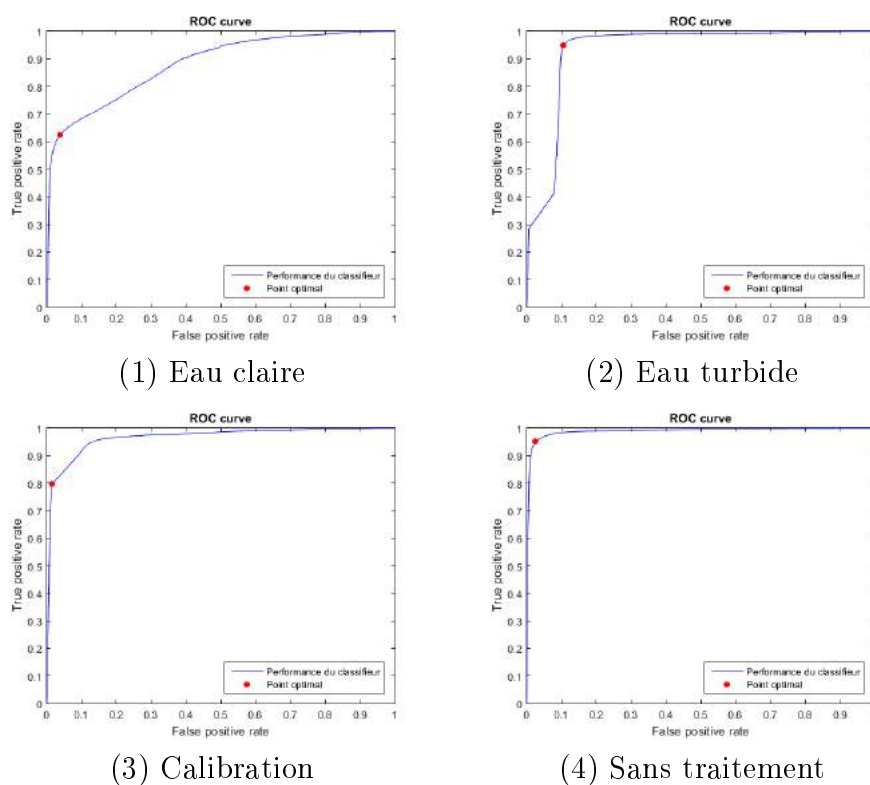 ROC curve
1
0.9
0.8
0.7
0.6
0.5
0.4
0.3
0.2
0.1
0
True positive rate
Performance du classifieur
Point optimal
0 0.1 0.2 0.3 0.4 0.5 0.6 0.7 0.8 0.9 1
False positive rate
(1) Eau claire
ROC curve
1
0.9
0.8
0.7
0.6
0.5
0.4
0.3
0.2
0.1
0
True positive rate
Performance du classifieur
Point optimal
0 0.1 0.2 0.3 0.4 0.5 0.6 0.7 0.8 0.9
False positive rate
(2) Eau turbide
ROC curve
1
0.9
0.8
0.7
0.6
0.5
0.4
0.3
0.2
0.1
0
True positive rate
Performance du classifieur
Point optimal
0 0.1 0.2 0.3 0.4 0.5 0.6 0.7 0.8 0.9 1
False positive rate
(3) Calibration
ROC curve
1
0.9
0.8
0.7
0.6
0.5
0.4
0.3
0.2
0.1
0
True positive rate
Performance du classifieur
Point optimal
0 0.1 0.2 0.3 0.4 0.5 0.6 0.7 0.8 0.9
False positive rate
(4) Sans traitement